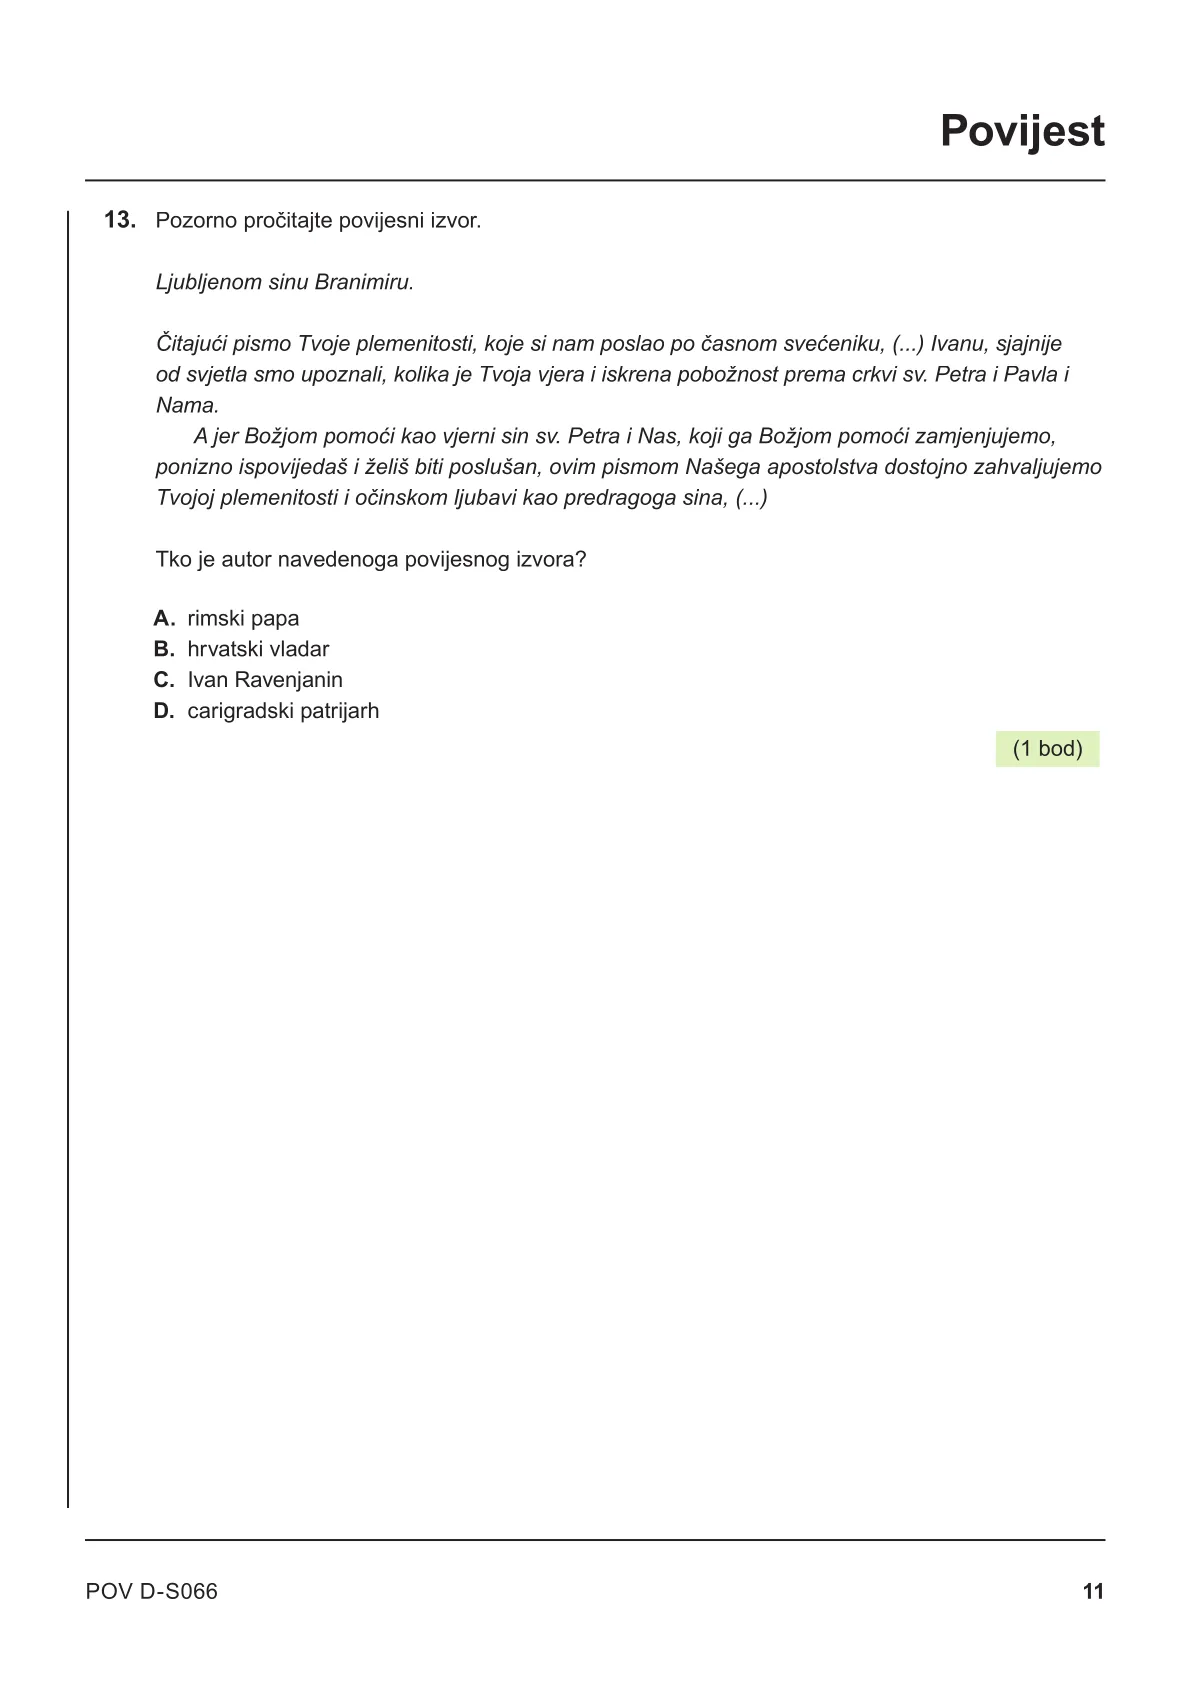 Povijest
13. Pozorno pročitajte povijesni izvor.
Ljubljenom sinu Branimiru.
Čitajući pismo Tvoje plemenitosti, koje si nam poslao po časnom svećeniku, (...) Ivanu, sjajnije
od svjetla smo upoznali, kolika je Tvoja vjera i iskrena pobožnost prema crkvi sv. Petra i Pavla i
Nama.
A jer Božjom pomoći kao vjerni sin sv. Petra i Nas, koji ga Božjom pomoći zamjenjujemo,
ponizno ispovijedaš i želiš biti poslušan, ovim pismom Našega apostolstva dostojno zahvaljujemo
Tvojoj plemenitosti i očinskom ljubavi kao predragoga sina, (...)
Tko je autor navedenoga povijesnog izvora?
A. rimski papa
B. hrvatski vladar
C. Ivan Ravenjanin
D. carigradski patrijarh
(1 bod)
POV D-S066
11